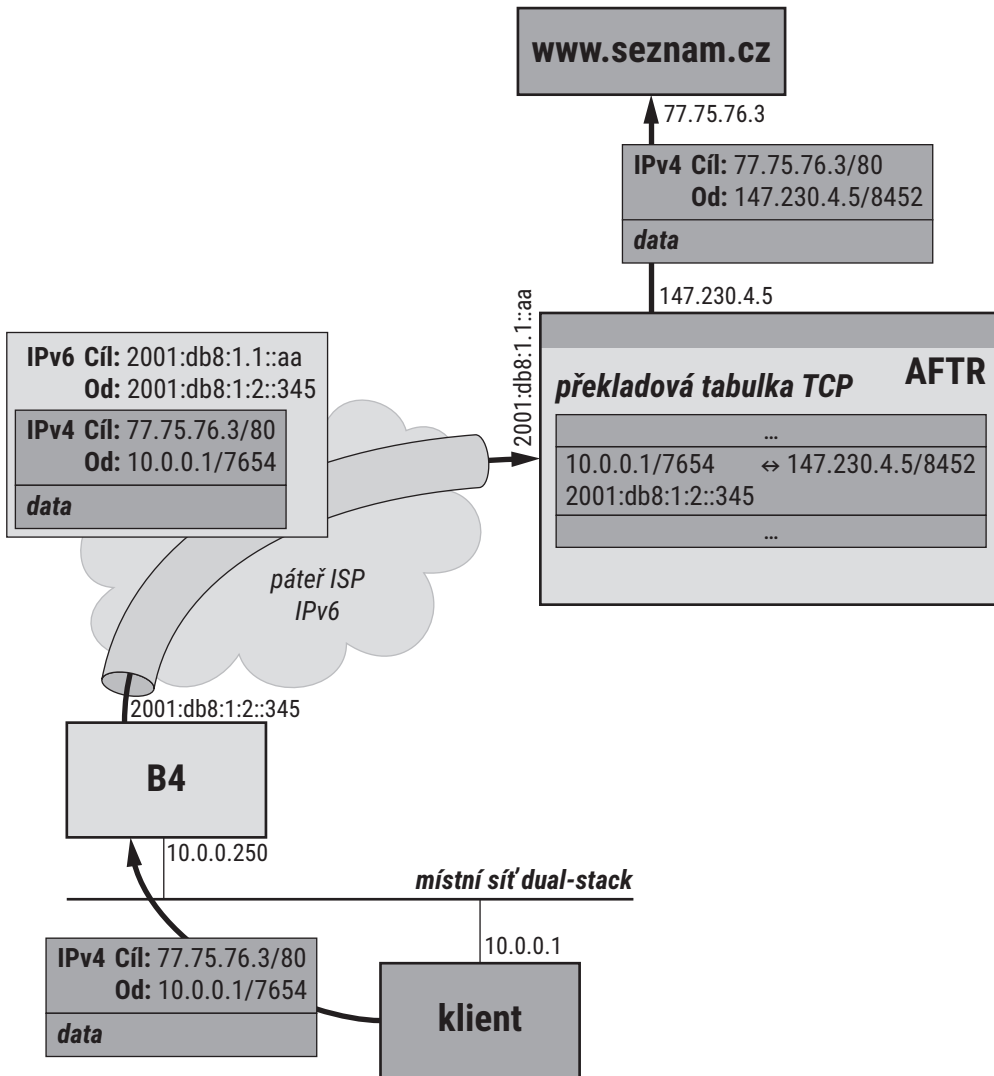 www.seznam.cz
77.75.76.3
IPv4 Cíl: 77.75.76.3/80
Od: 147.230.4.5/8452
data
147.230.4.5
2001:db8:1.1::aa
AFTR
překladová tabulka TCP
...
10.0.0.1/7654 ↔ 147.230.4.5/8452
2001:db8:1:2::345
...
IPv6 Cíl: 2001:db8:1.1::aa
Od: 2001:db8:1:2::345
IPv4 Cíl: 77.75.76.3/80
Od: 10.0.0.1/7654
data
páteř ISP
IPv6
2001:db8:1:2::345
B4
10.0.0.250
místní síť dual-stack
10.0.0.1
IPv4 Cíl: 77.75.76.3/80
Od: 10.0.0.1/7654
data
klient